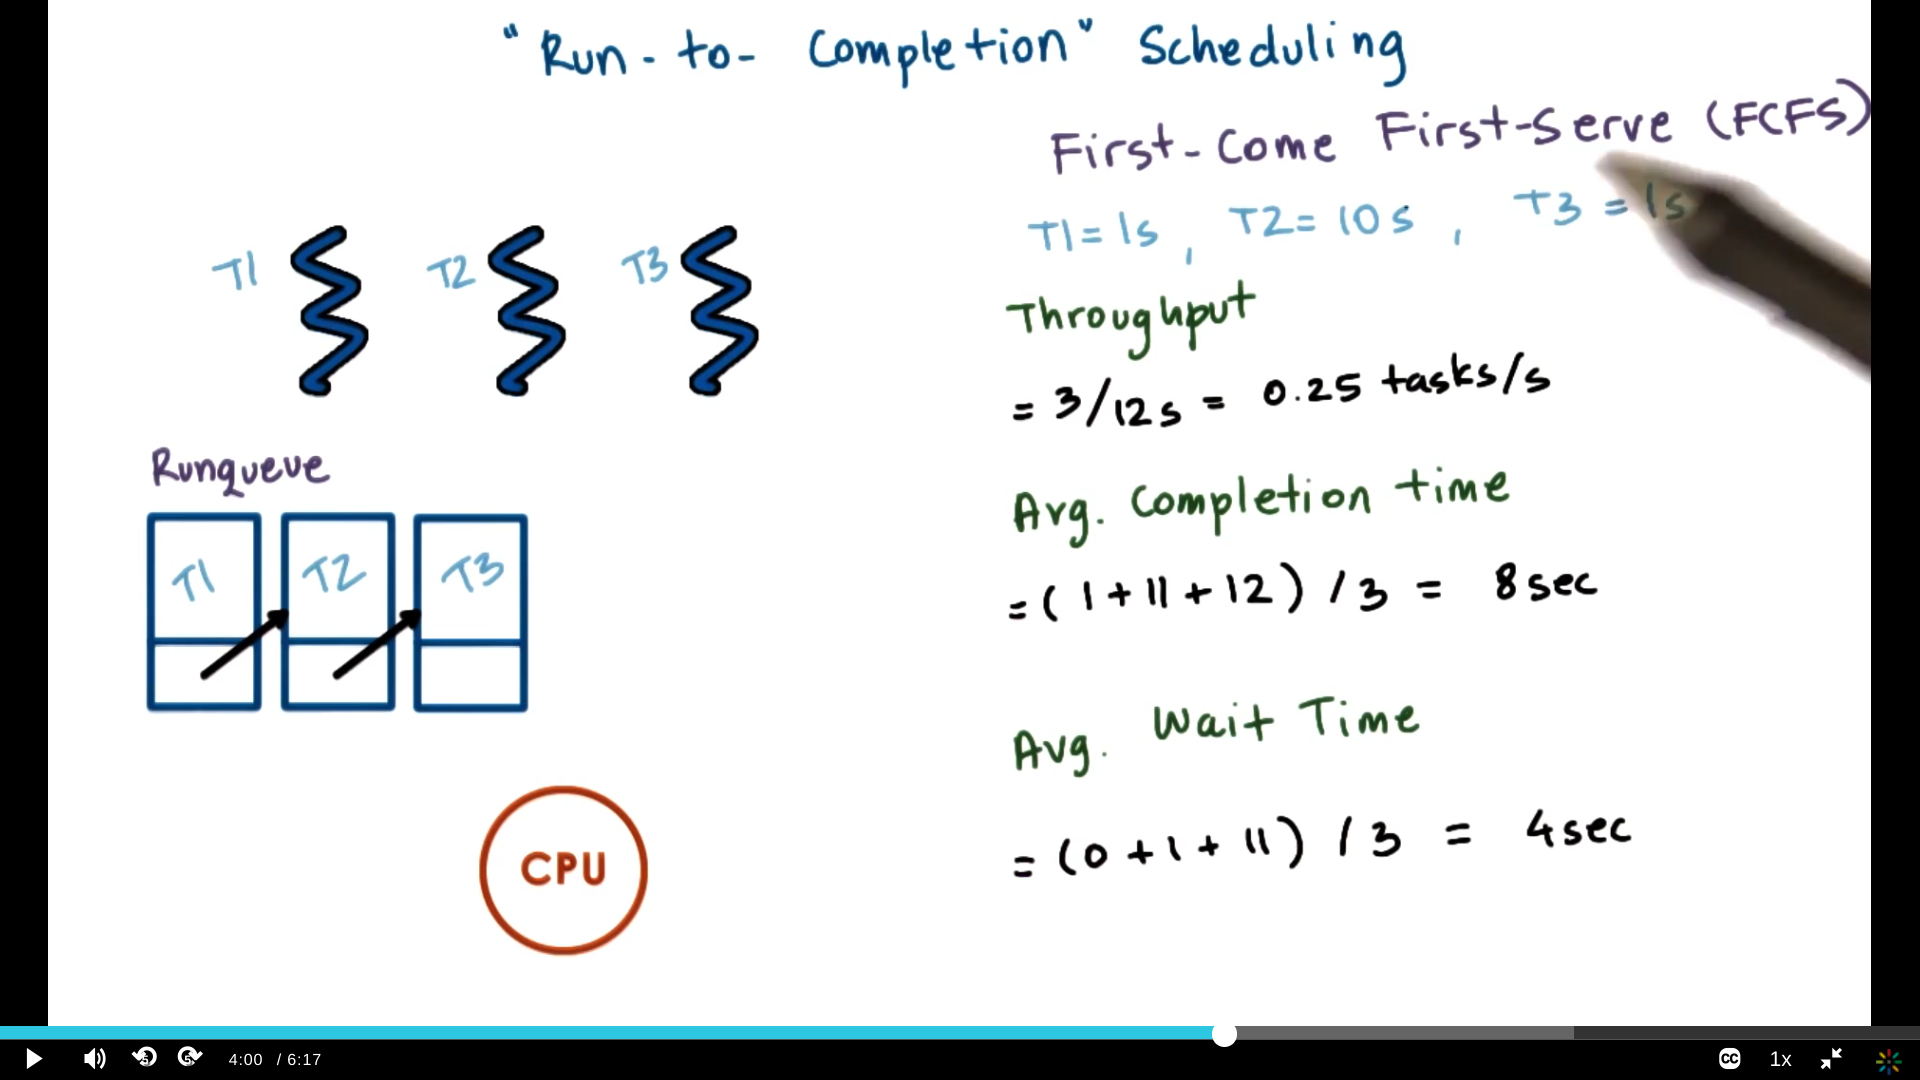 "Run-to-Completion" Scheduling
First-Come First-Serve (FCFS)
T1=1s, T2=10s, T3=1s
T1 T2 T3
Throughput
= 3/12s = 0.25 tasks/s
Runqueue
T1 T2 T3
Avg. Completion time
=(1+11+12)/3 = 8sec
Avg. Wait Time
=(0+1+11)/3 = 4sec
CPU
5 5
4:00 / 6:17
CC 1x